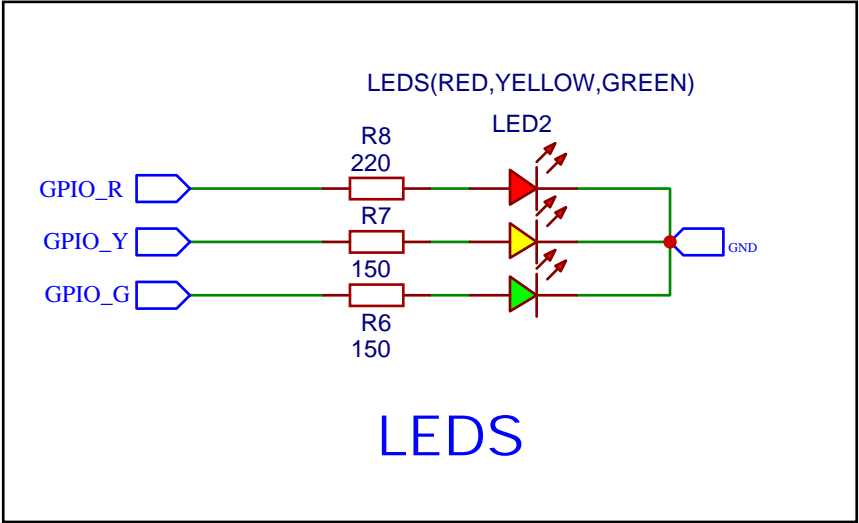 LEDS(RED,YELLOW,GREEN)
LED2
R8
220
GPIO_R
R7
GPIO_Y
GND
150
GPIO_G
R6
150
LEDS